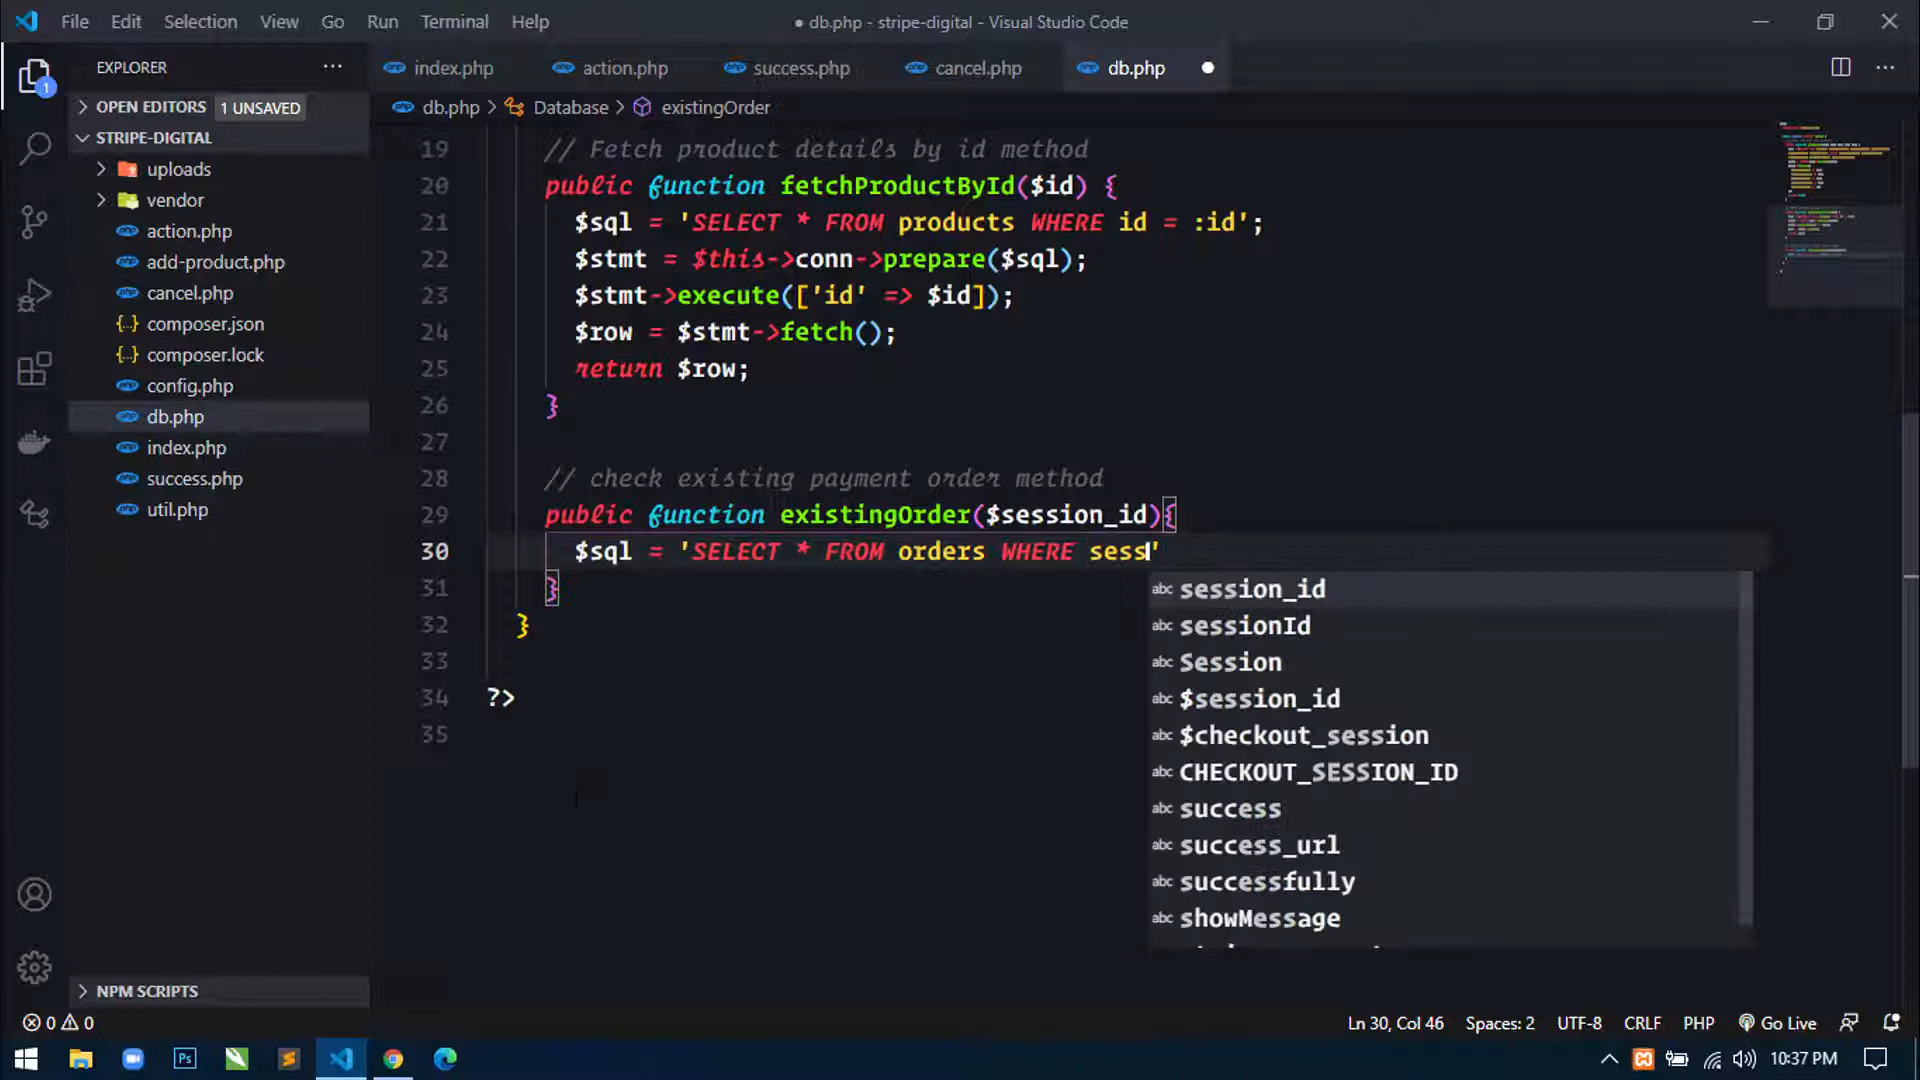 File Edit Selection View Go Run Terminal Help
● db.php - stripe-digital - Visual Studio Code
EXPLORER ...
index.php action.php success.php cancel.php db.php ●
OPEN EDITORS 1 UNSAVED
db.php > Database > existingOrder
STRIPE-DIGITAL
uploads
vendor
action.php
add-product.php
cancel.php
composer.json
composer.lock
config.php
db.php
index.php
success.php
util.php
NPM SCRIPTS
1
19 // Fetch product details by id method
20 public function fetchProductById($id) {
21 $sql = 'SELECT * FROM products WHERE id = :id';
22 $stmt = $this->conn->prepare($sql);
23 $stmt->execute(['id' => $id]);
24 $row = $stmt->fetch();
25 return $row;
26 }
27
28 // check existing payment order method
29 public function existingOrder($session_id){
30 $sql = 'SELECT * FROM orders WHERE sess'
31 }
32 }
33
34 ?>
35
abc session_id
abc sessionId
abc Session
abc $session_id
abc $checkout_session
abc CHECKOUT_SESSION_ID
abc success
abc success_url
abc successfully
abc showMessage
0 0 Ln 30, Col 46 Spaces: 2 UTF-8 CRLF PHP Go Live
Ps 10:37 PM